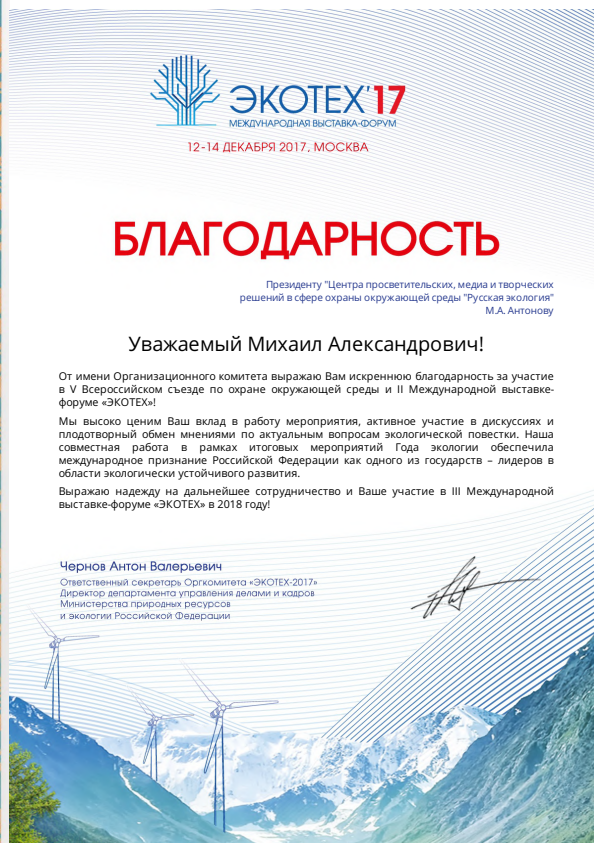 ЭКОТЕХ'17
МЕЖДУНАРОДНАЯ ВЫСТАВКА-ФОРУМ
12-14 ДЕКАБРЯ 2017, МОСКВА
БЛАГОДАРНОСТЬ
Президенту "Центра просветительских, медиа и творческих
решений в сфере охраны окружающей среды "Русская экология"
М.А. Антонову
Уважаемый Михаил Александрович!
От имени Организационного комитета выражаю Вам искреннюю благодарность за участие
в V Всероссийском съезде по охране окружающей среды и II Международной выставке-
форуме «ЭКОТЕХ»!
Мы высоко ценим Ваш вклад в работу мероприятия, активное участие в дискуссиях и
плодотворный обмен мнениями по актуальным вопросам экологической повестки. Наша
совместная работа в рамках итоговых мероприятий Года экологии обеспечила
международное признание Российской Федерации как одного из государств – лидеров в
области экологически устойчивого развития.
Выражаю надежду на дальнейшее сотрудничество и Ваше участие в III Международной
выставке-форуме «ЭКОТЕХ» в 2018 году!
Чернов Антон Валерьевич
Ответственный секретарь Оргкомитета «ЭКОТЕХ-2017»
Директор департамента управления делами и кадров
Министерства природных ресурсов
и экологии Российской Федерации